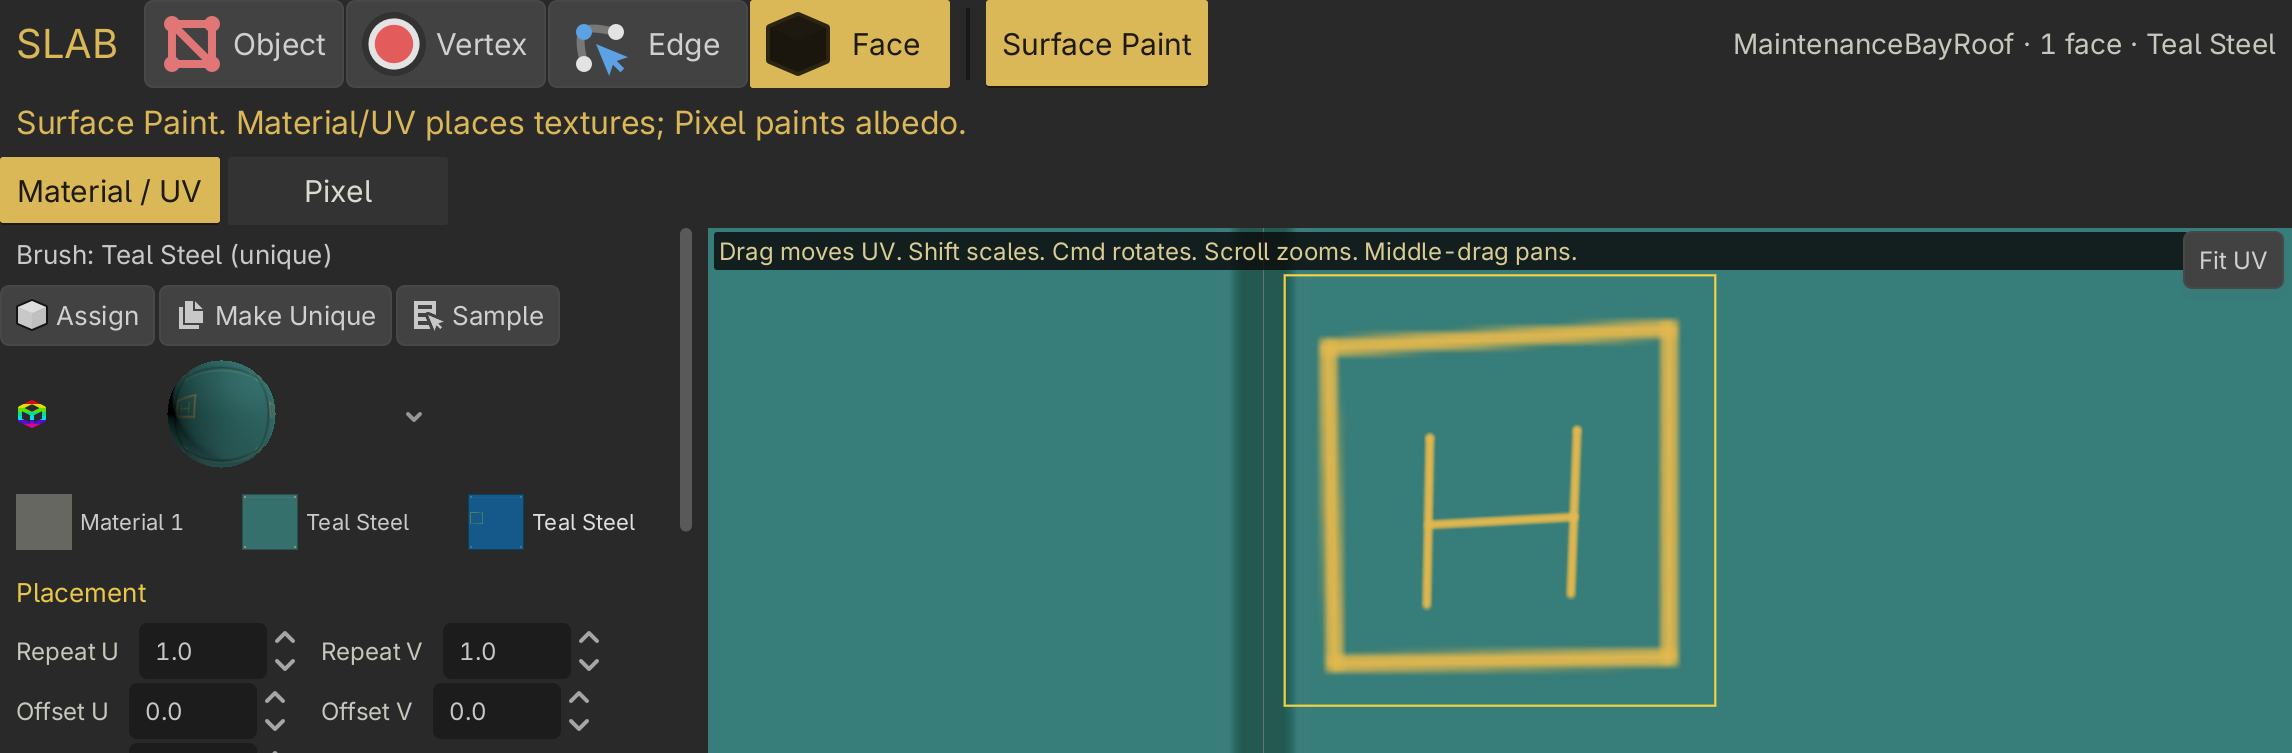 SLAB Object Vertex Edge Face Surface Paint MaintenanceBayRoof · 1 face · Teal Steel
Surface Paint. Material/UV places textures; Pixel paints albedo.
Material / UV Pixel
Brush: Teal Steel (unique)
Assign Make Unique Sample
Material 1 Teal Steel Teal Steel
Placement
Repeat U 1.0 Repeat V 1.0
Offset U 0.0 Offset V 0.0
Drag moves UV. Shift scales. Cmd rotates. Scroll zooms. Middle-drag pans.
Fit UV
H